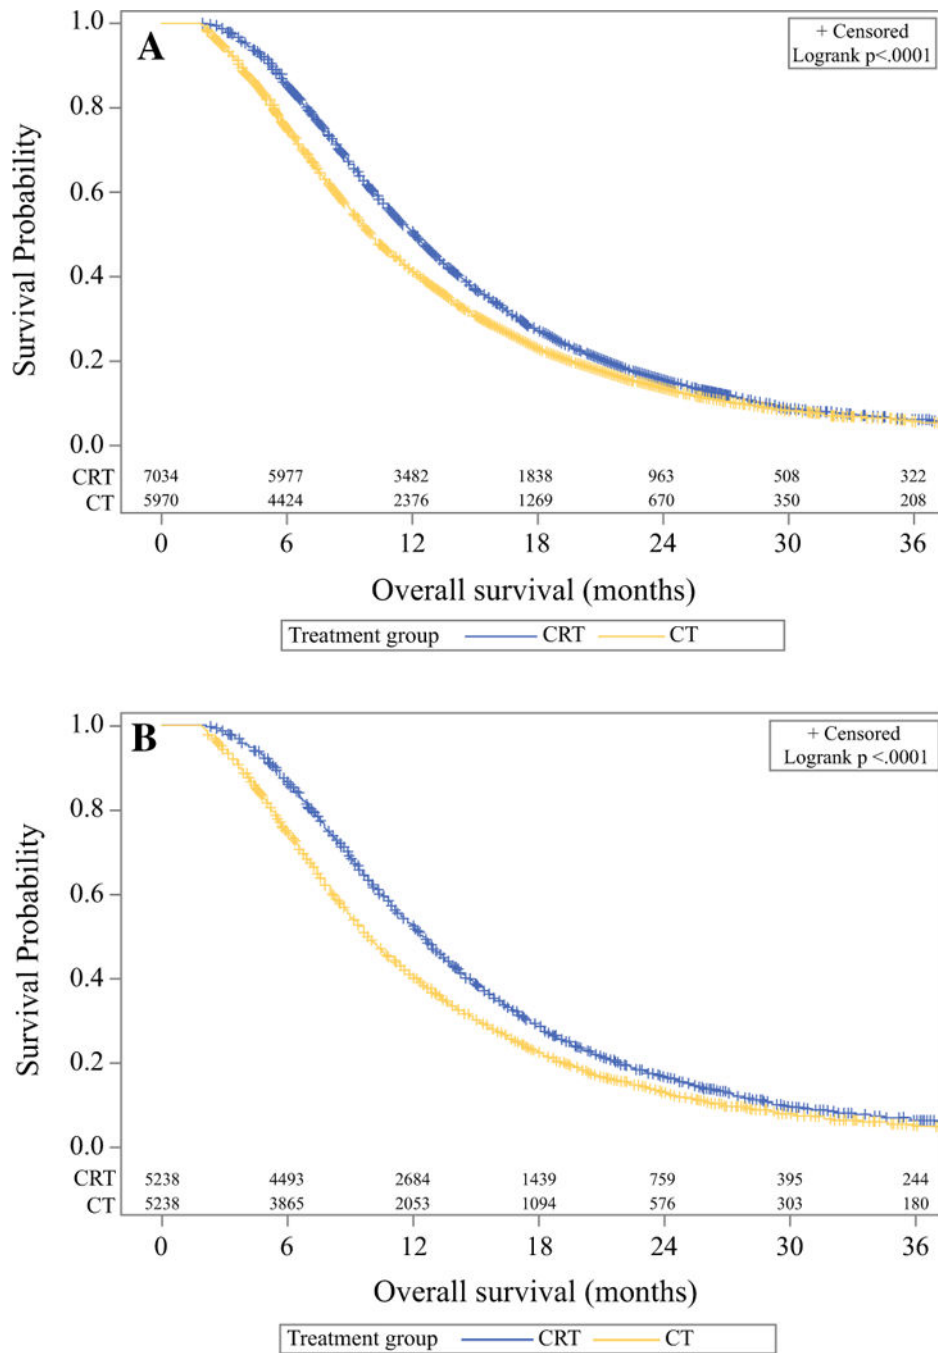 A
+ Censored
Logrank p<.0001
Survival Probability
1.0
0.8
0.6
0.4
0.2
0.0
CRT 7034 5977 3482 1838 963 508 322
CT 5970 4424 2376 1269 670 350 208
0 6 12 18 24 30 36
Overall survival (months)
Treatment group CRT CT
B
+ Censored
Logrank p <.0001
Survival Probability
1.0
0.8
0.6
0.4
0.2
0.0
CRT 5238 4493 2684 1439 759 395 244
CT 5238 3865 2053 1094 576 303 180
0 6 12 18 24 30 36
Overall survival (months)
Treatment group CRT CT